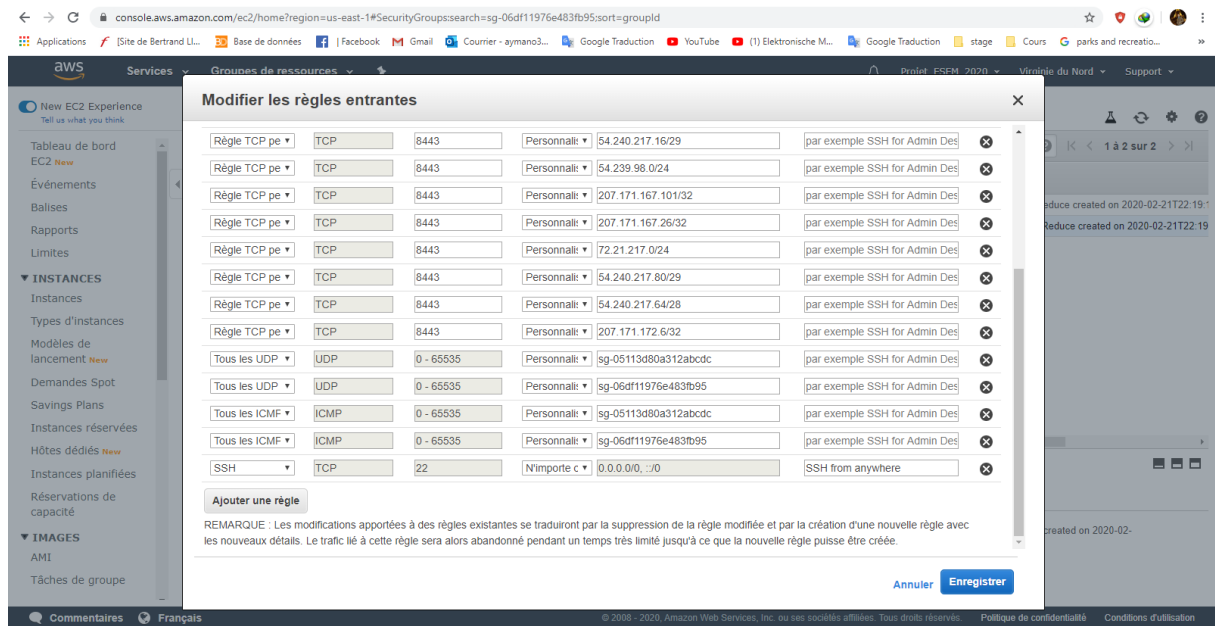 console.aws.amazon.com/ec2/home?region=us-east-1#SecurityGroups:search=sg-06df11976e483fb95;sort=groupId
Applications [Site de Bertrand Ll... Base de données | Facebook Gmail Courrier - aymano3... Google Traduction YouTube (1) Elektronische M... Google Traduction stage Cours parks and recreatio... »
aws Services Groupes de ressources Projet_ESEM_2020 Virginie du Nord Support
New EC2 Experience
Tell us what you think
Tableau de bord
EC2 New
Événements
Balises
Rapports
Limites
INSTANCES
Instances
Types d'instances
Modèles de
lancement New
Demandes Spot
Savings Plans
Instances réservées
Hôtes dédiés New
Instances planifiées
Réservations de
capacité
IMAGES
AMI
Tâches de groupe
Modifier les règles entrantes
Règle TCP pe TCP 8443 Personnalis 54.240.217.16/29 par exemple SSH for Admin Des
Règle TCP pe TCP 8443 Personnalis 54.239.98.0/24 par exemple SSH for Admin Des
Règle TCP pe TCP 8443 Personnalis 207.171.167.101/32 par exemple SSH for Admin Des
Règle TCP pe TCP 8443 Personnalis 207.171.167.26/32 par exemple SSH for Admin Des
Règle TCP pe TCP 8443 Personnalis 72.21.217.0/24 par exemple SSH for Admin Des
Règle TCP pe TCP 8443 Personnalis 54.240.217.80/29 par exemple SSH for Admin Des
Règle TCP pe TCP 8443 Personnalis 54.240.217.64/28 par exemple SSH for Admin Des
Règle TCP pe TCP 8443 Personnalis 207.171.172.6/32 par exemple SSH for Admin Des
Tous les UDP UDP 0 - 65535 Personnalis sg-05113d80a312abcdc par exemple SSH for Admin Des
Tous les UDP UDP 0 - 65535 Personnalis sg-06df11976e483fb95 par exemple SSH for Admin Des
Tous les ICMF ICMP 0 - 65535 Personnalis sg-05113d80a312abcdc par exemple SSH for Admin Des
Tous les ICMF ICMP 0 - 65535 Personnalis sg-06df11976e483fb95 par exemple SSH for Admin Des
SSH TCP 22 N'importe c 0.0.0.0/0, ::/0 SSH from anywhere
Ajouter une règle
REMARQUE : Les modifications apportées à des règles existantes se traduiront par la suppression de la règle modifiée et par la création d'une nouvelle règle avec
les nouveaux détails. Le trafic lié à cette règle sera alors abandonné pendant un temps très limité jusqu'à ce que la nouvelle règle puisse être créée.
Annuler Enregistrer
1 à 2 sur 2
educe created on 2020-02-21T22:19:1
Reduce created on 2020-02-21T22:19
created on 2020-02-
Commentaires Français © 2008 - 2020, Amazon Web Services, Inc. ou ses sociétés affiliées. Tous droits réservés. Politique de confidentialité Conditions d'utilisation